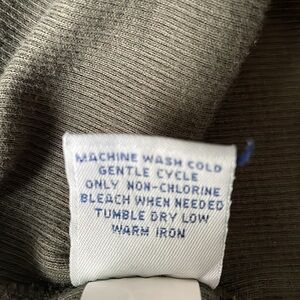 MACHINE WASH COLD
GENTLE CYCLE
ONLY NON-CHLORINE
BLEACH WHEN NEEDED
TUMBLE DRY LOW
WARM IRON